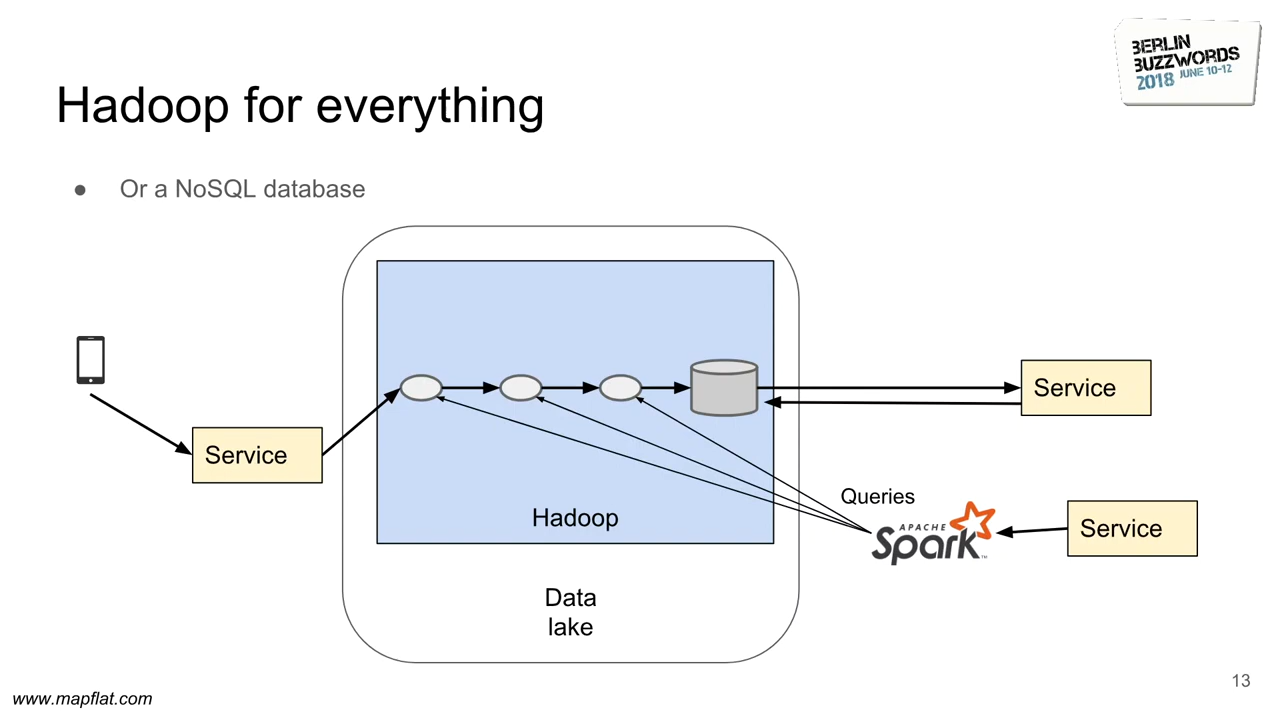 BERLIN
BUZZWORDS
2018 JUNE 10-12
Hadoop for everything
● Or a NoSQL database
Service
Service
Queries
APACHE
Spark™
Service
Hadoop
Data
lake
13
www.mapflat.com